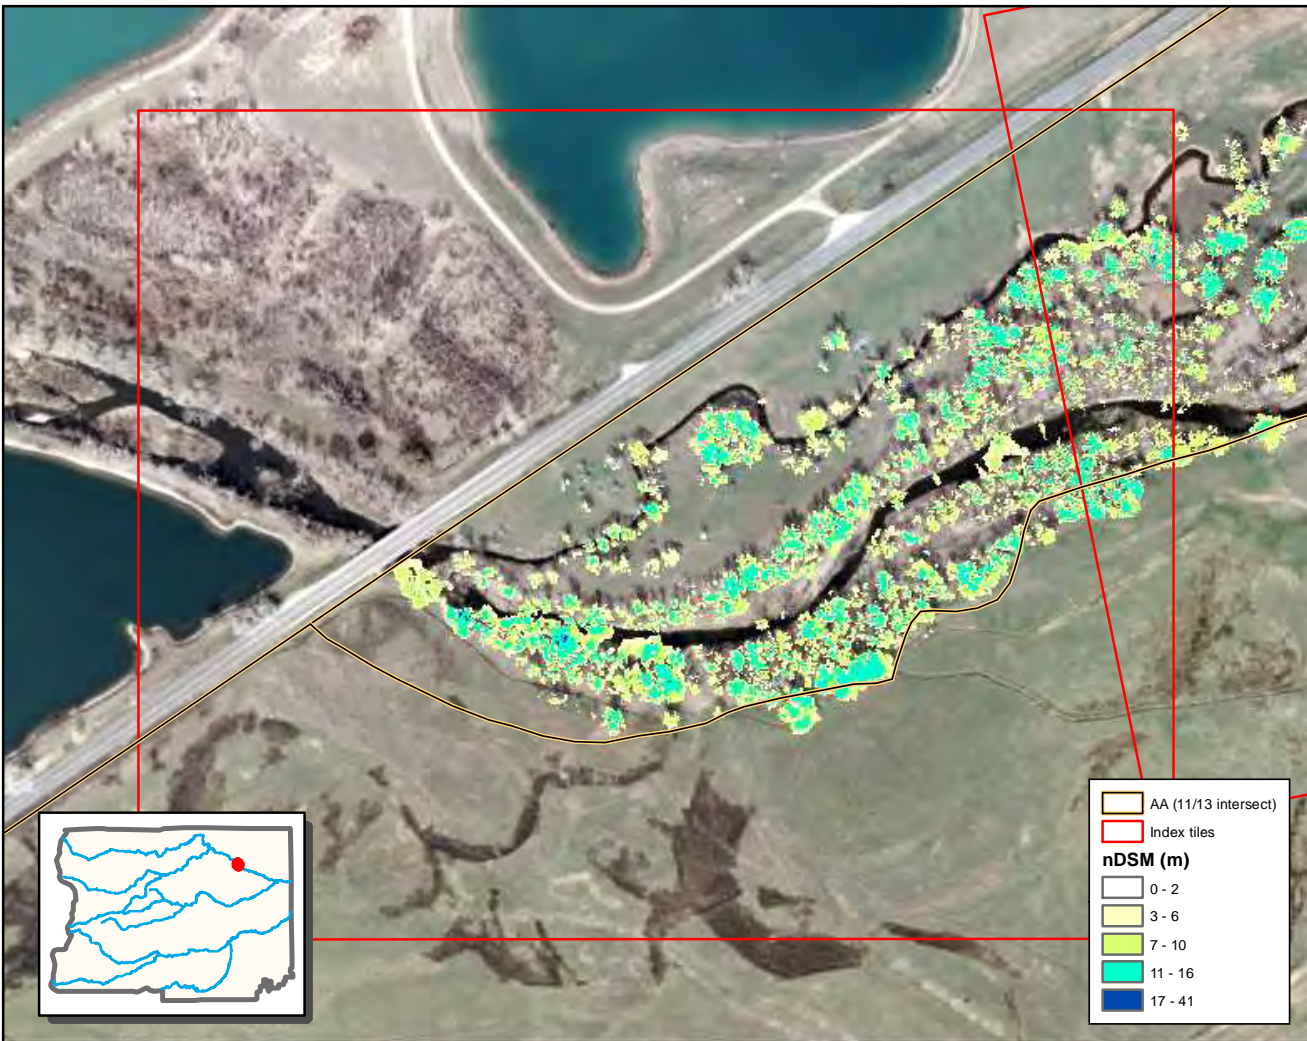 AA (11/13 intersect)
Index tiles
nDSM (m)
0 - 2
3 - 6
7 - 10
11 - 16
17 - 41